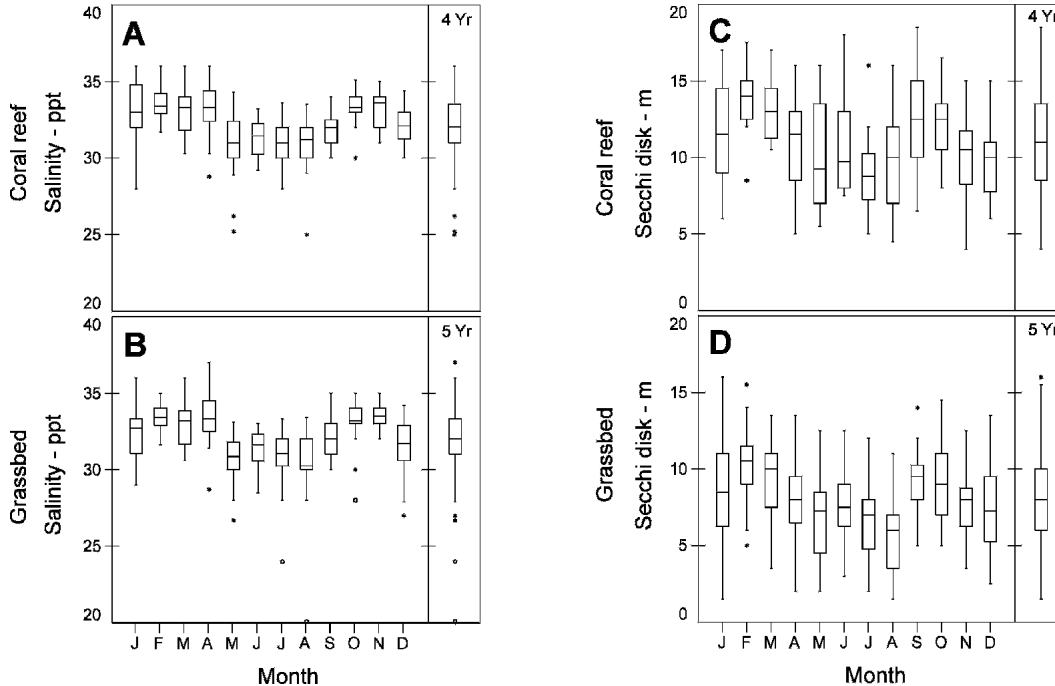 A
4 Yr
40
35
30
25
20
Coral reef
Salinity - ppt
B
5 Yr
40
35
30
25
20
Grassbed
Salinity - ppt
J F M A M J J A S O N D
Month
C
4 Yr
20
15
10
5
0
Coral reef
Secchi disk - m
D
5 Yr
20
15
10
5
0
Grassbed
Secchi disk - m
J F M A M J J A S O N D
Month